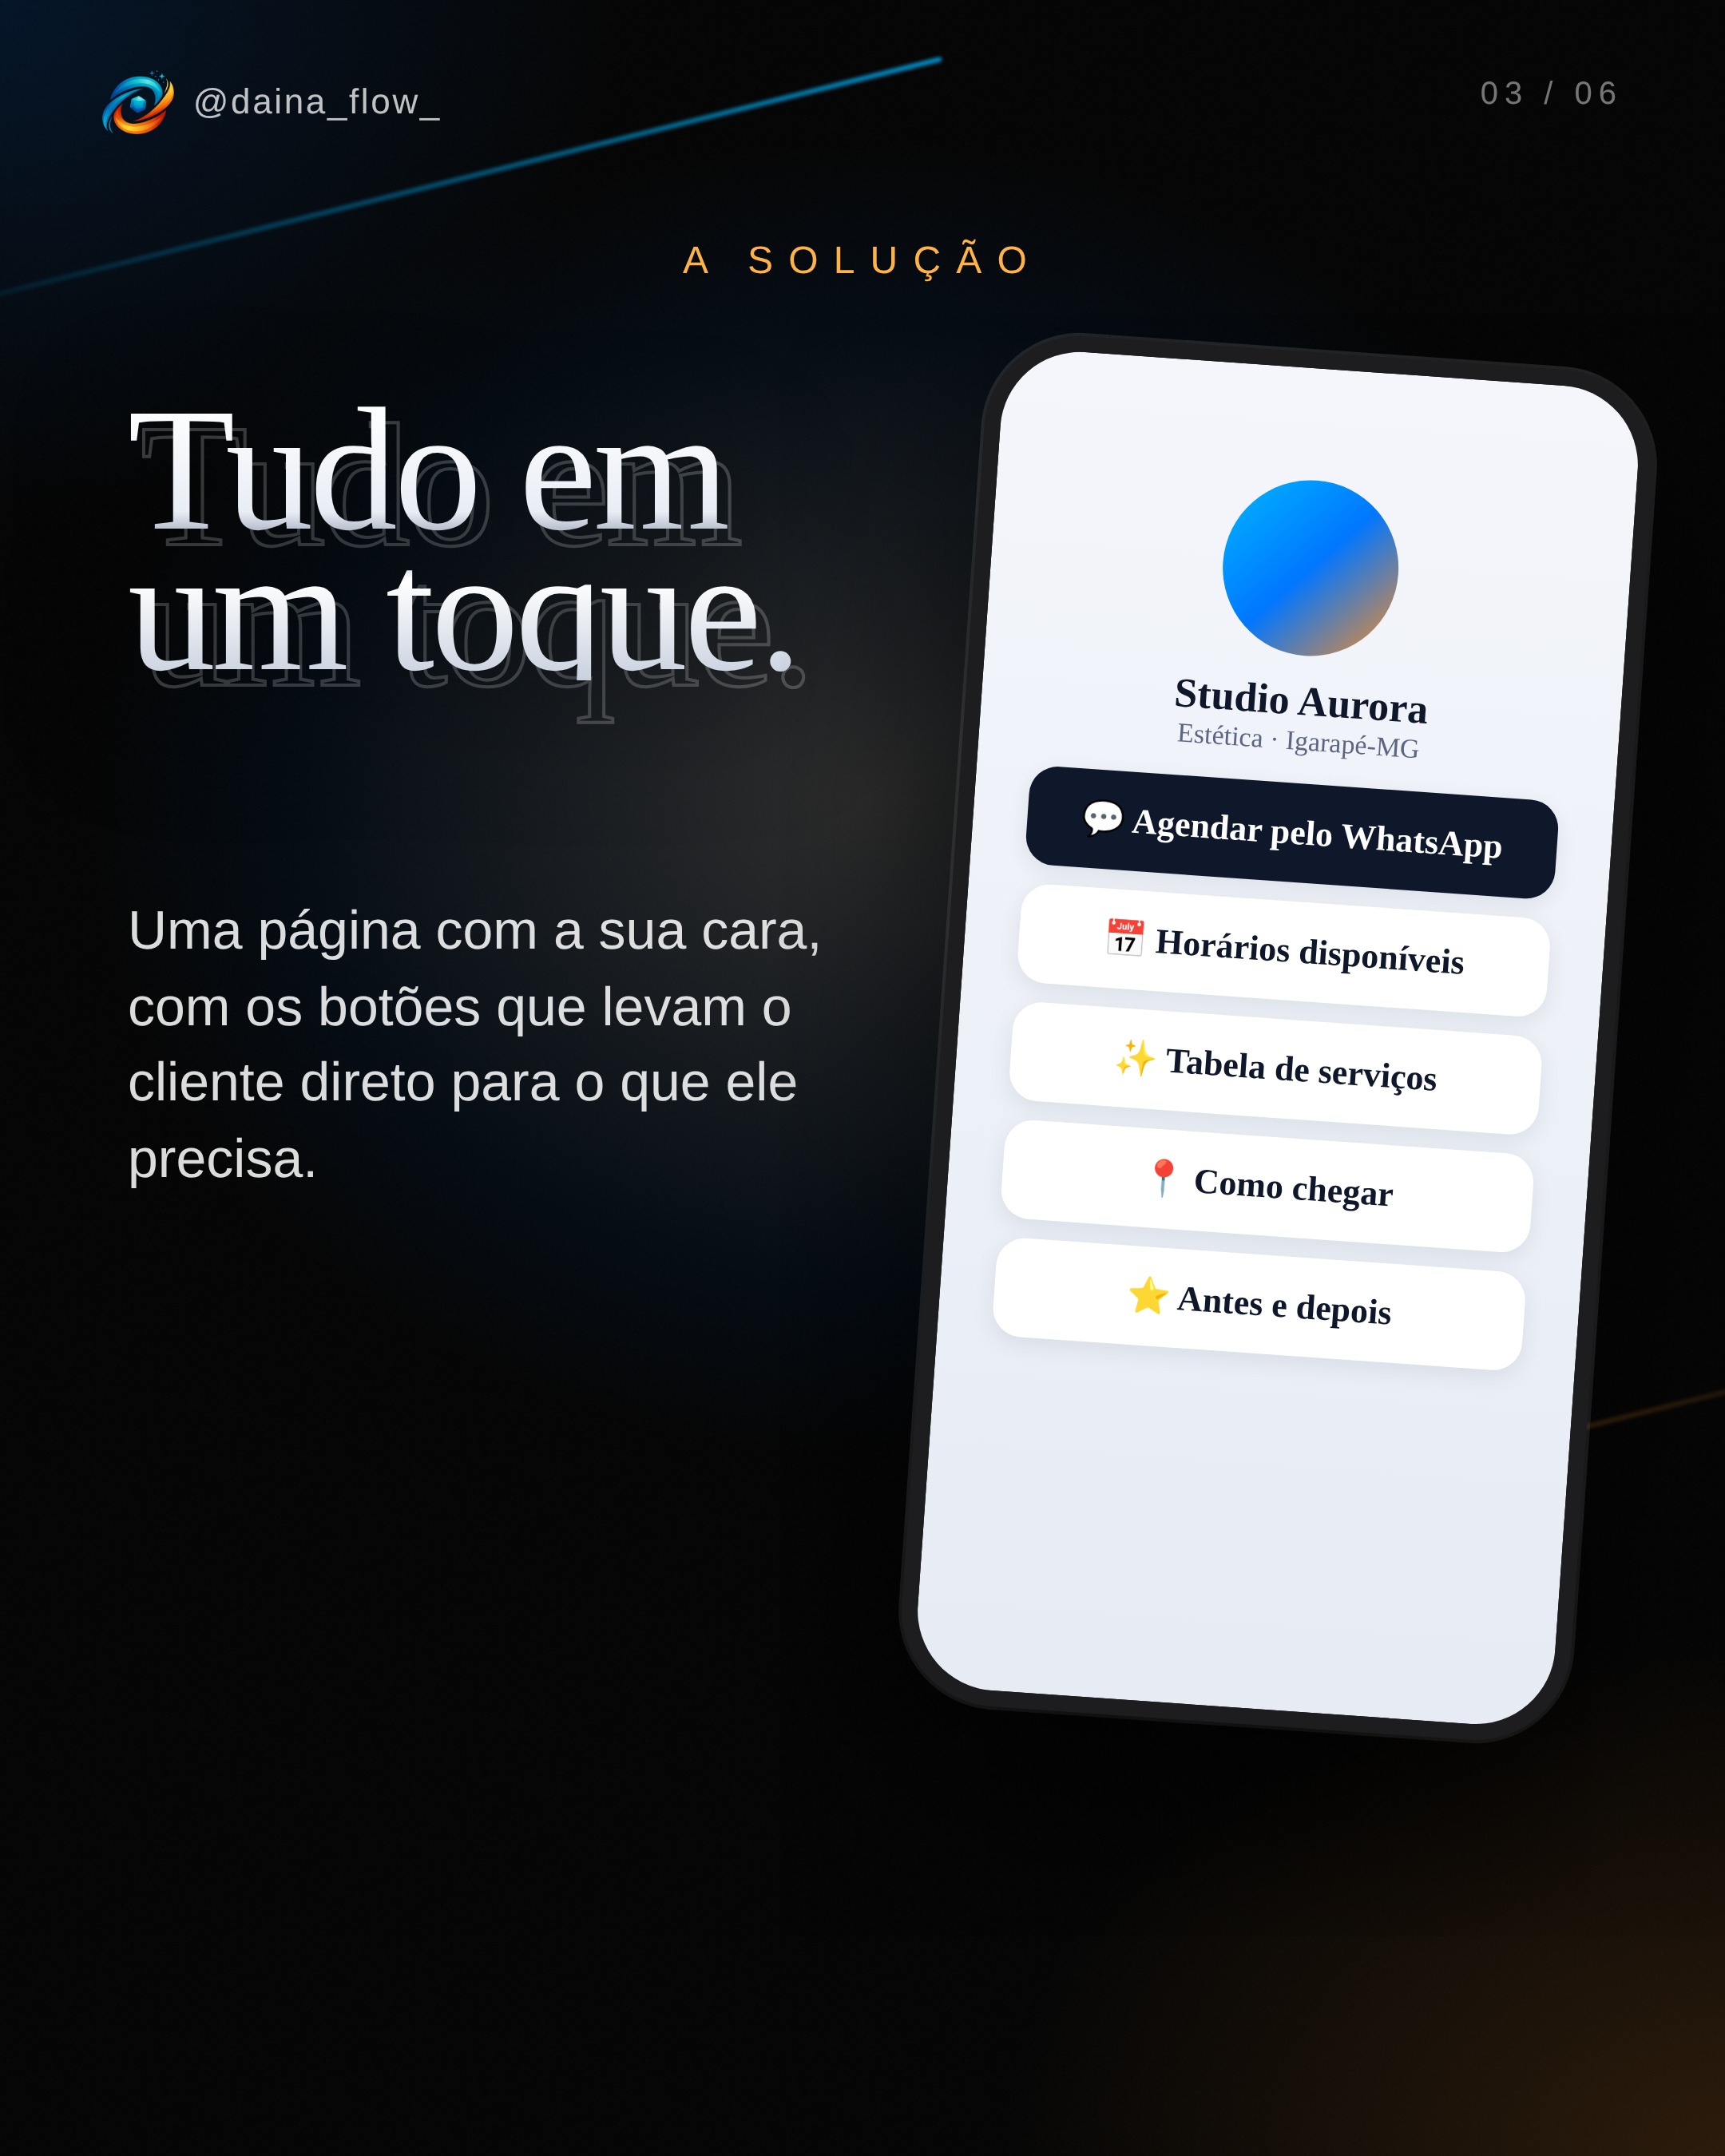 @daina_flow_
03 / 06
A SOLUÇÃO
Tudo em
um toque.
Uma página com a sua cara,
com os botões que levam o
cliente direto para o que ele
precisa.
Studio Aurora
Estética · Igarapé-MG
💬 Agendar pelo WhatsApp
📅 Horários disponíveis
✨ Tabela de serviços
📍 Como chegar
⭐ Antes e depois